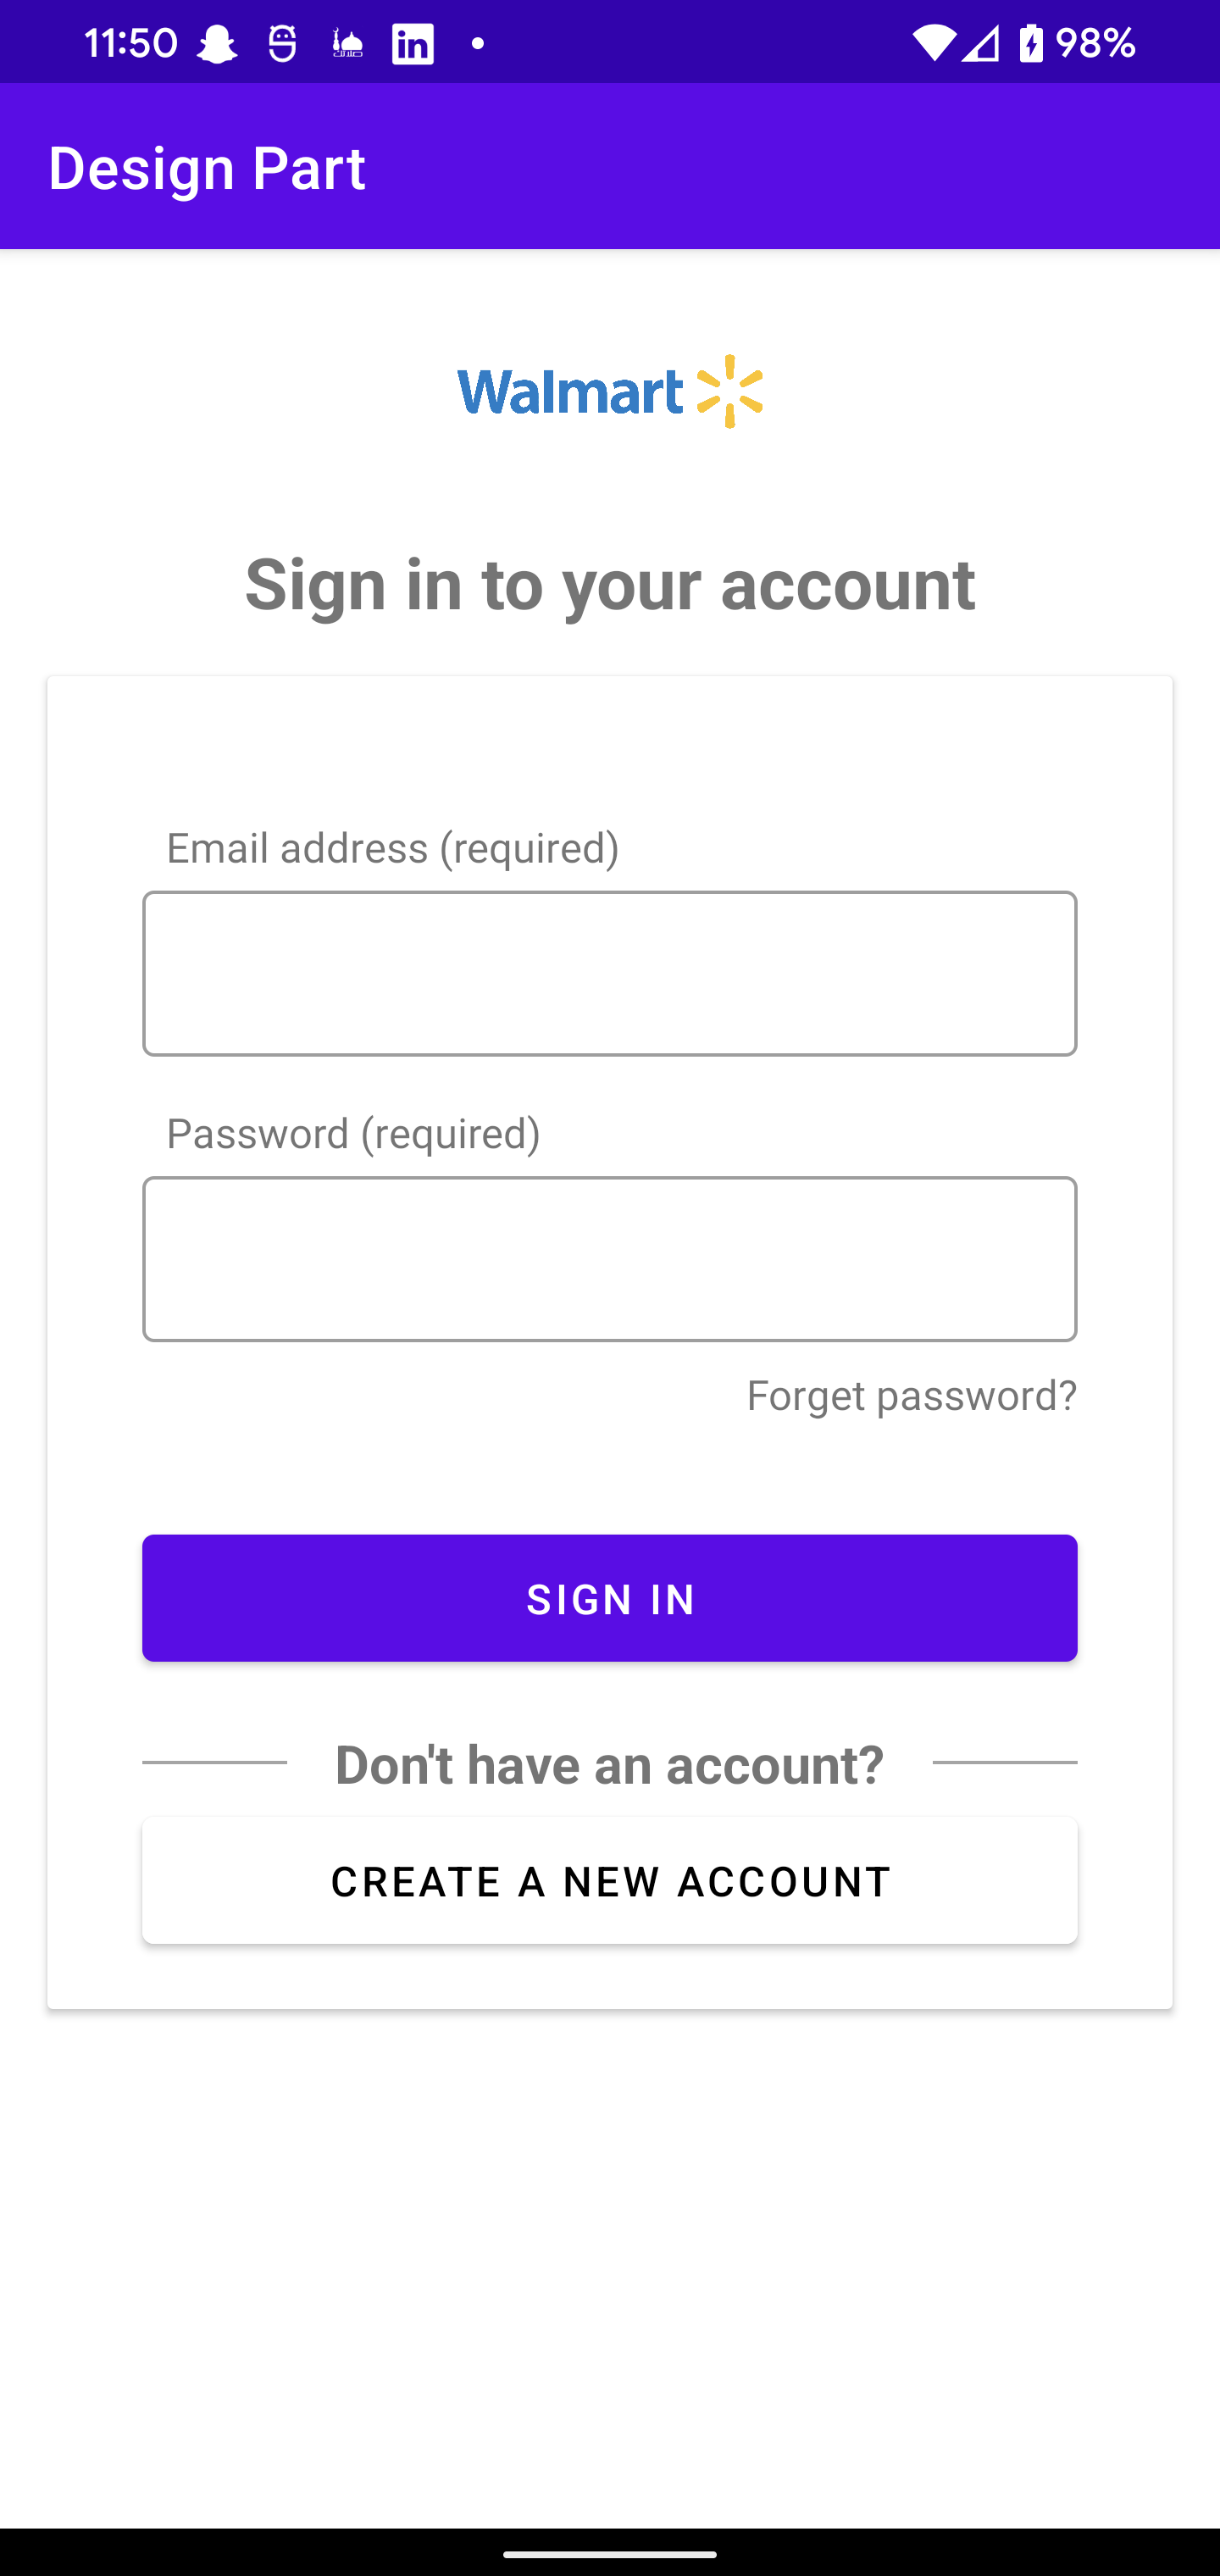 11:50 98%
Design Part
Walmart
Sign in to your account
Email address (required)
Password (required)
Forget password?
SIGN IN
Don't have an account?
CREATE A NEW ACCOUNT